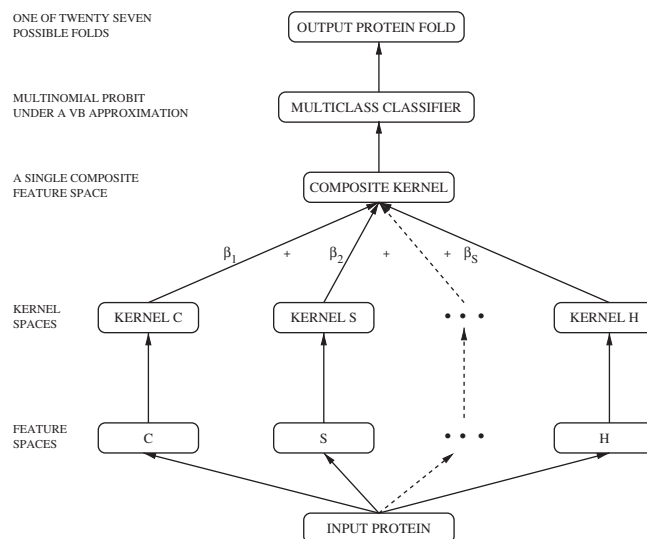 ONE OF TWENTY SEVEN
POSSIBLE FOLDS
OUTPUT PROTEIN FOLD
MULTINOMIAL PROBIT
UNDER A VB APPROXIMATION
MULTICLASS CLASSIFIER
A SINGLE COMPOSITE
FEATURE SPACE
COMPOSITE KERNEL
β1 + β2 + + βS
KERNEL
SPACES
KERNEL C
KERNEL S
KERNEL H
FEATURE
SPACES
C
S
H
INPUT PROTEIN